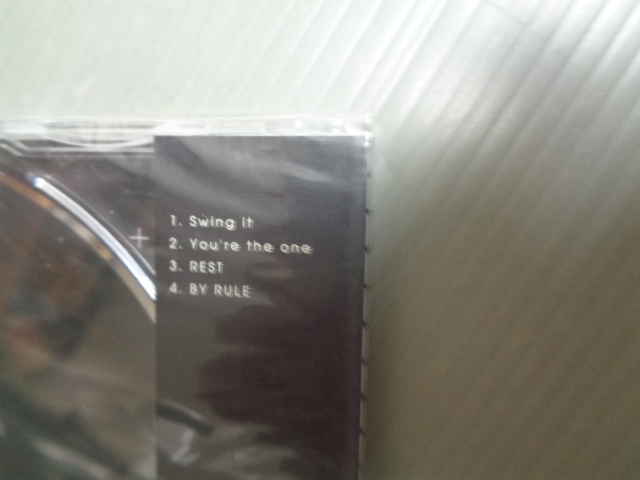 1. Swing it
2. You're the one
3. REST
4. BY RULE